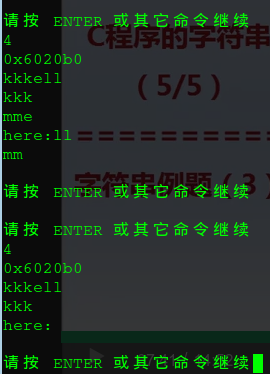 请按 ENTER 或其它命令继续
4
0x6020b0
kkkell
kkk
mme
here:ll
mm
请按 ENTER 或其它命令继续
请按 ENTER 或其它命令继续
4
0x6020b0
kkkell
kkk
here:
请按 ENTER 或其它命令继续
C程序的字符串
(5/5)
===========
字符串例题(3)